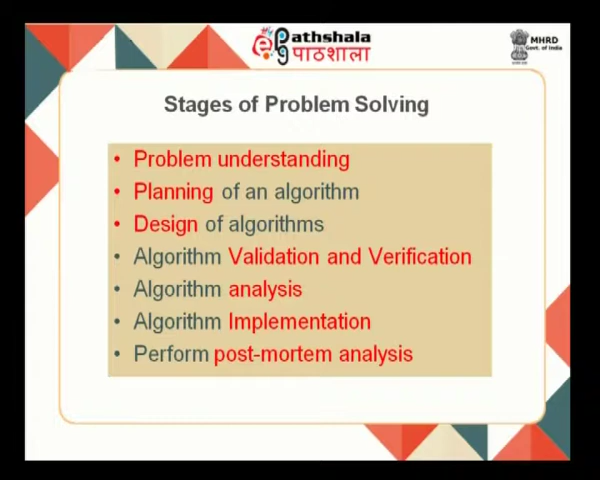 epg pathshala
पाठशाला
MHRD
Govt. of India
Stages of Problem Solving
• Problem understanding
• Planning of an algorithm
• Design of algorithms
• Algorithm Validation and Verification
• Algorithm analysis
• Algorithm Implementation
• Perform post-mortem analysis